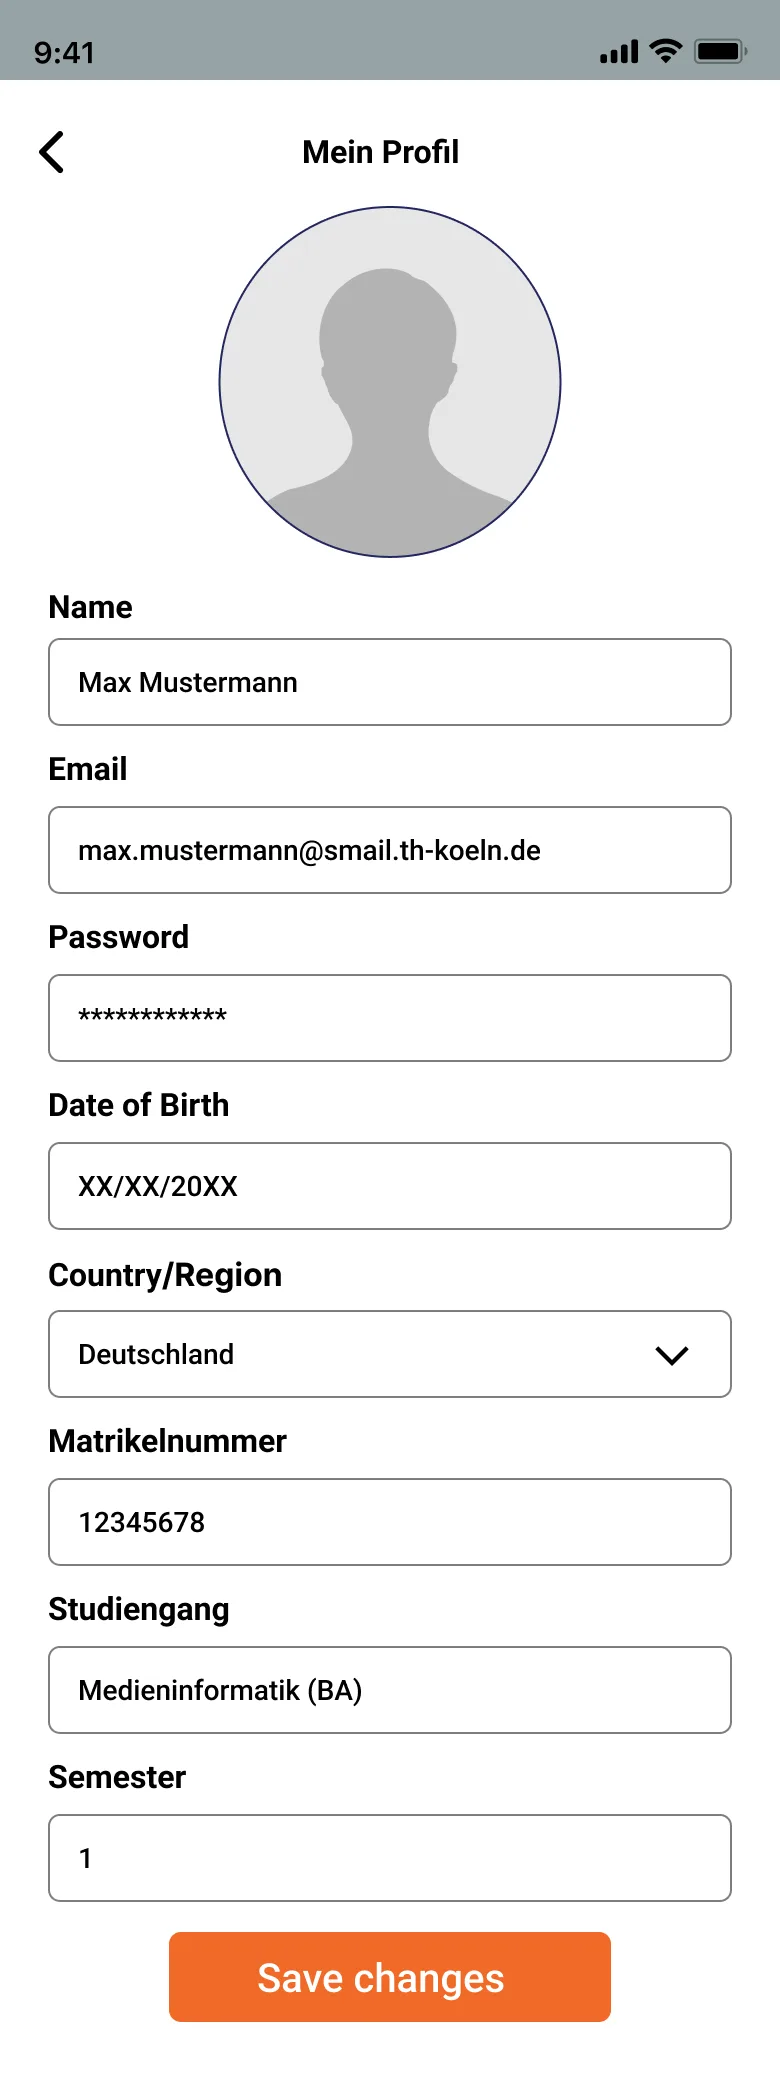 9:41
Mein Profil
Name
Max Mustermann
Email
max.mustermann@smail.th-koeln.de
Password
************
Date of Birth
XX/XX/20XX
Country/Region
Deutschland
Matrikelnummer
12345678
Studiengang
Medieninformatik (BA)
Semester
1
Save changes